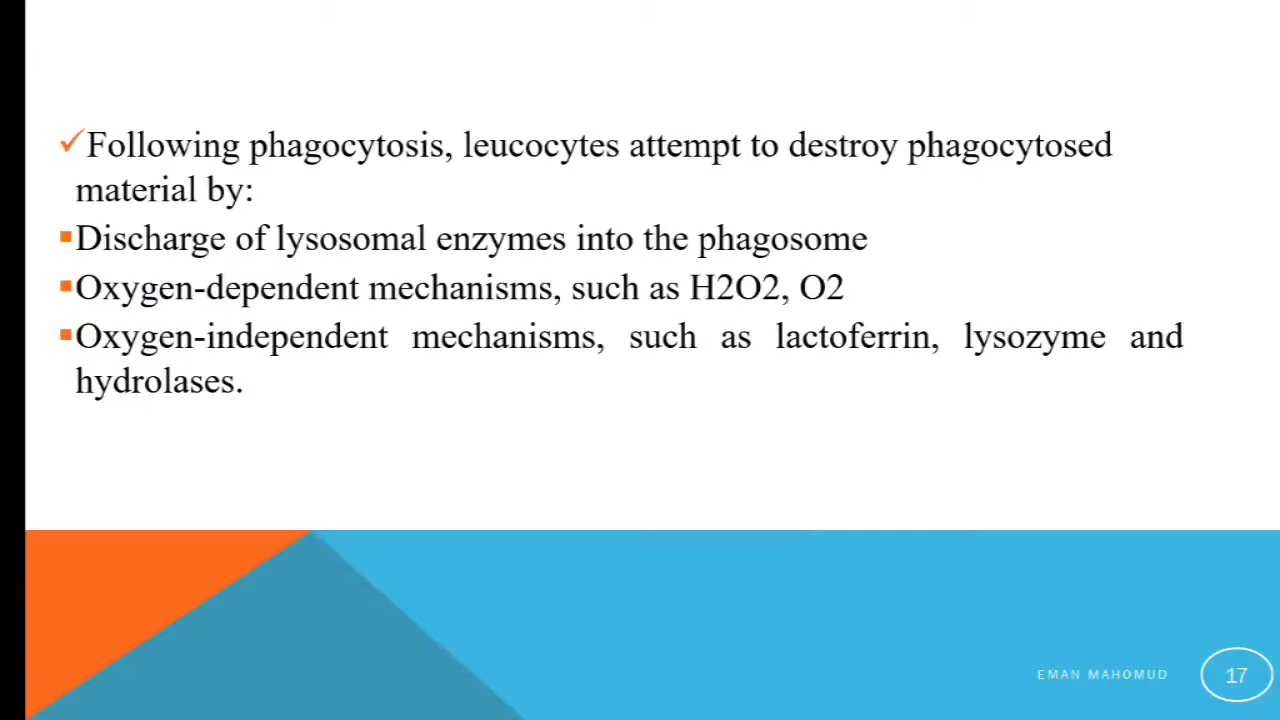 ✓Following phagocytosis, leucocytes attempt to destroy phagocytosed
material by:
▪Discharge of lysosomal enzymes into the phagosome
▪Oxygen-dependent mechanisms, such as H2O2, O2
▪Oxygen-independent mechanisms, such as lactoferrin, lysozyme and
hydrolases.
EMAN MAHOMUD
17